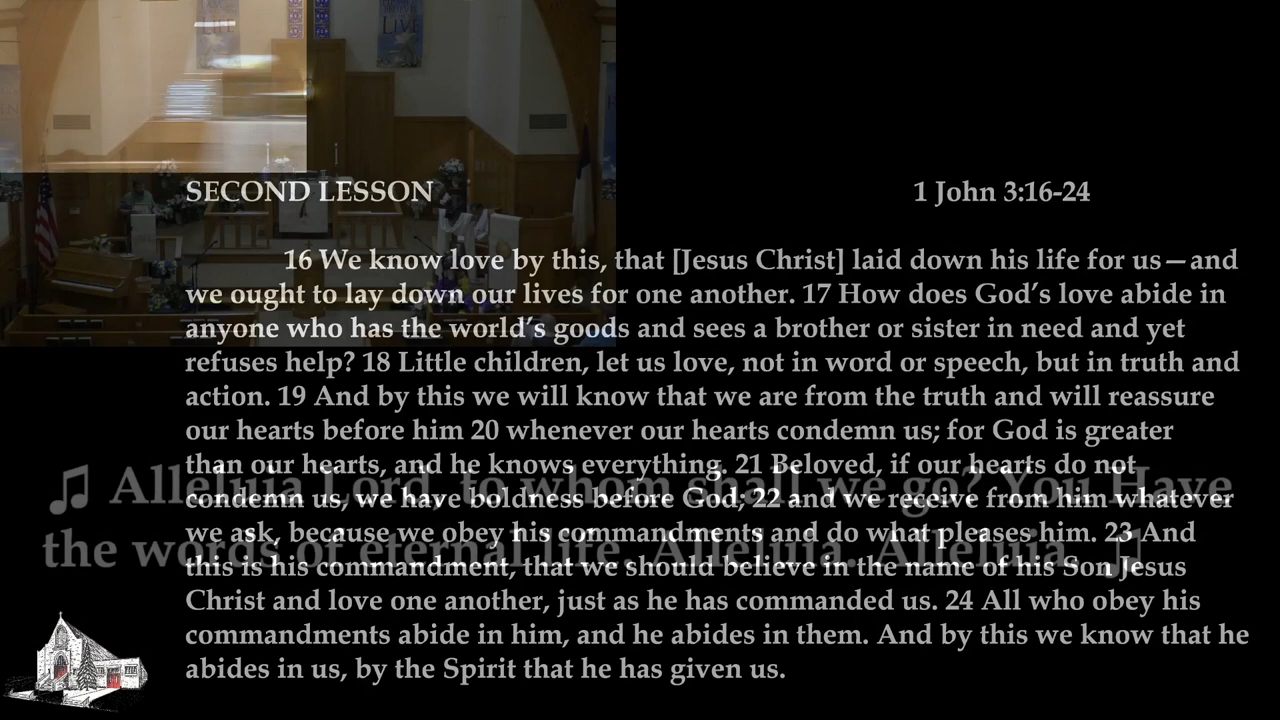 LIFE
LIVE
SECOND LESSON 1 John 3:16-24
16 We know love by this, that [Jesus Christ] laid down his life for us—and
we ought to lay down our lives for one another. 17 How does God’s love abide in
anyone who has the world’s goods and sees a brother or sister in need and yet
refuses help? 18 Little children, let us love, not in word or speech, but in truth and
action. 19 And by this we will know that we are from the truth and will reassure
our hearts before him 20 whenever our hearts condemn us; for God is greater
than our hearts, and he knows everything. 21 Beloved, if our hearts do not
condemn us, we have boldness before God; 22 and we receive from him whatever
we ask, because we obey his commandments and do what pleases him. 23 And
this is his commandment, that we should believe in the name of his Son Jesus
Christ and love one another, just as he has commanded us. 24 All who obey his
commandments abide in him, and he abides in them. And by this we know that he
abides in us, by the Spirit that he has given us.
♫ Alleluia Lord, to whom shall we go? You Have
the words of eternal life. Alleluia. Alleluia. ♫